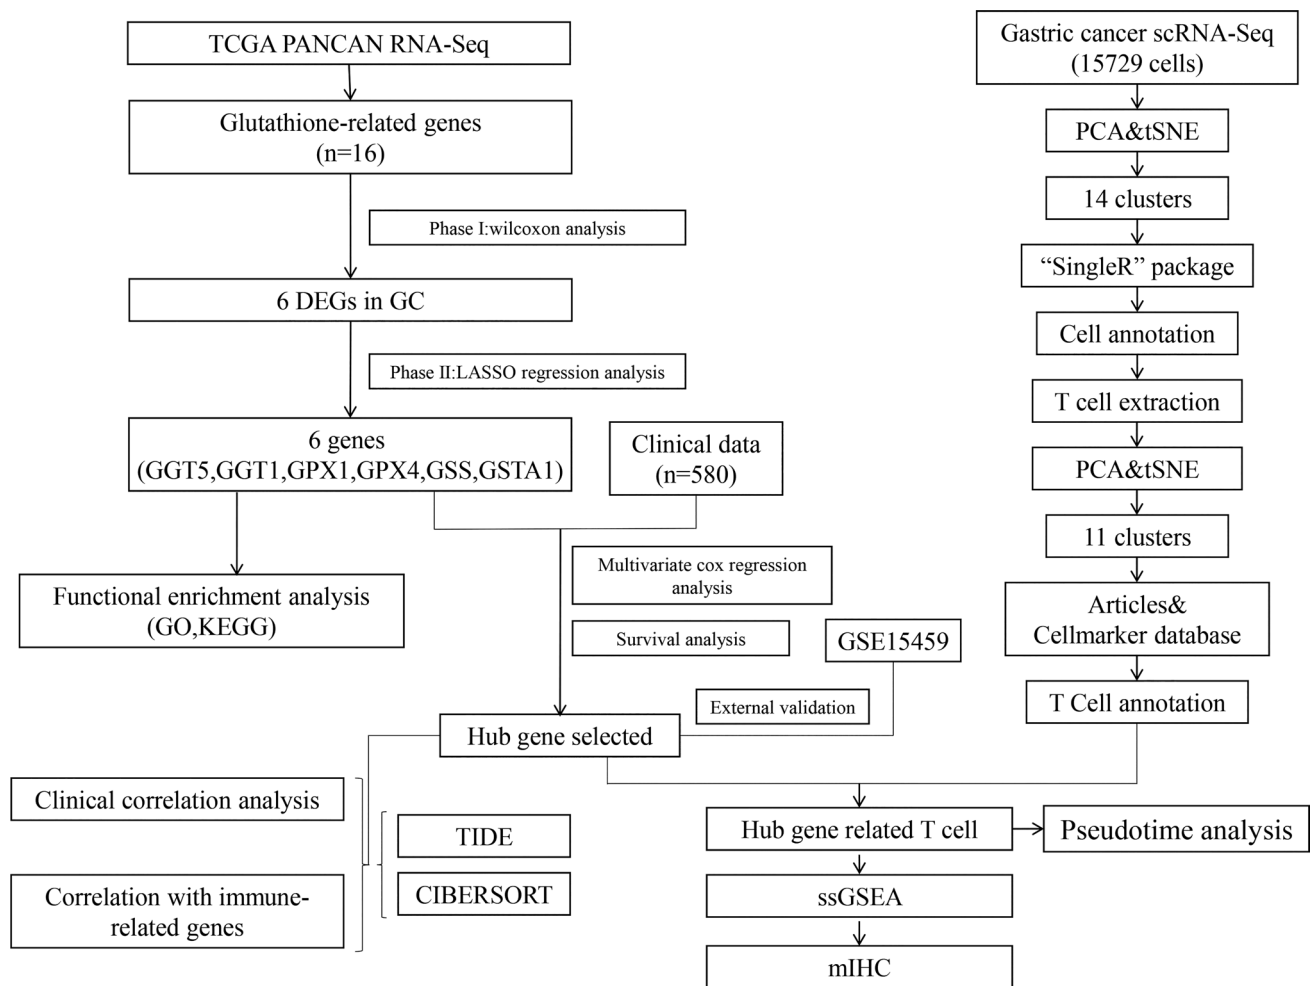 TCGA PANCAN RNA-Seq
Glutathione-related genes
(n=16)
Phase I:wilcoxon analysis
6 DEGs in GC
Phase II:LASSO regression analysis
6 genes
(GGT5,GGT1,GPX1,GPX4,GSS,GSTA1)
Clinical data
(n=580)
Functional enrichment analysis
(GO,KEGG)
Multivariate cox regression
analysis
Survival analysis
GSE15459
External validation
Hub gene selected
Clinical correlation analysis
Correlation with immune-
related genes
TIDE
CIBERSORT
Gastric cancer scRNA-Seq
(15729 cells)
PCA&tSNE
14 clusters
“SingleR” package
Cell annotation
T cell extraction
PCA&tSNE
11 clusters
Articles&
Cellmarker database
T Cell annotation
Hub gene related T cell
Pseudotime analysis
ssGSEA
mIHC